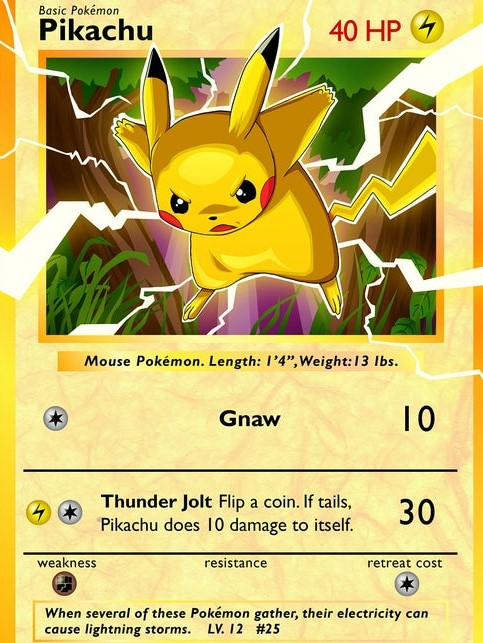 Basic Pokémon
Pikachu 40 HP
Mouse Pokémon. Length: 1'4”, Weight:13 lbs.
Gnaw 10
Thunder Jolt Flip a coin. If tails,
Pikachu does 10 damage to itself. 30
weakness resistance retreat cost
When several of these Pokémon gather, their electricity can
cause lightning storms. LV. 12 #25